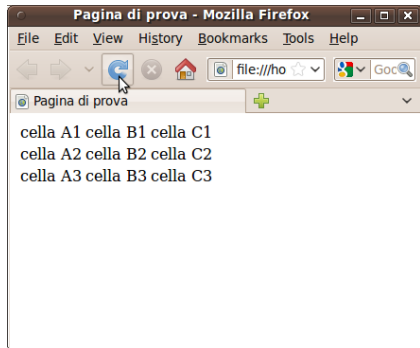 Pagina di prova - Mozilla Firefox
File Edit View History Bookmarks Tools Help
file:///ho Goo
Pagina di prova
cella A1 cella B1 cella C1
cella A2 cella B2 cella C2
cella A3 cella B3 cella C3